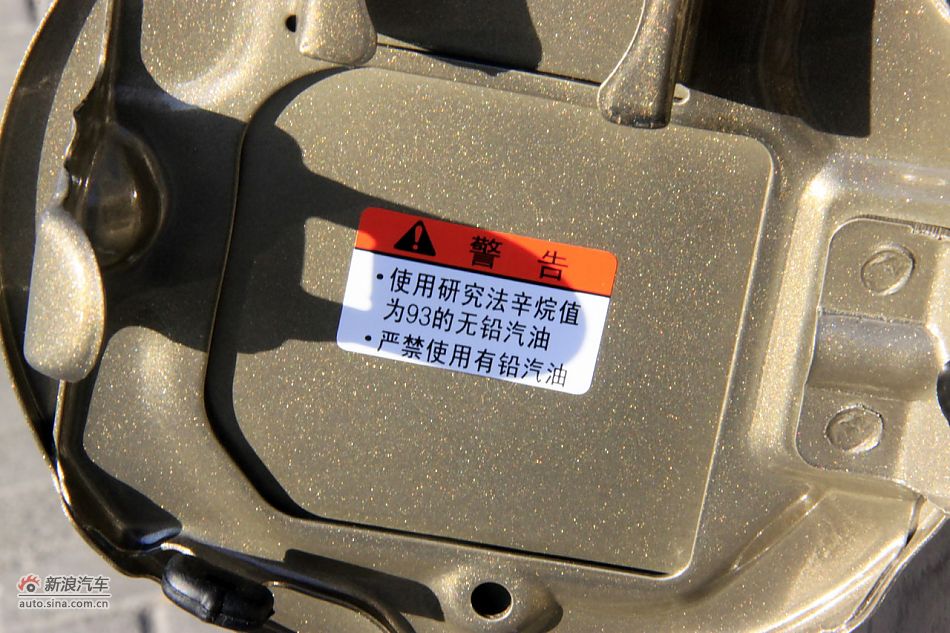 警告
•使用研究法辛烷值
为93的无铅汽油
•严禁使用有铅汽油
新浪汽车
auto.sina.com.cn